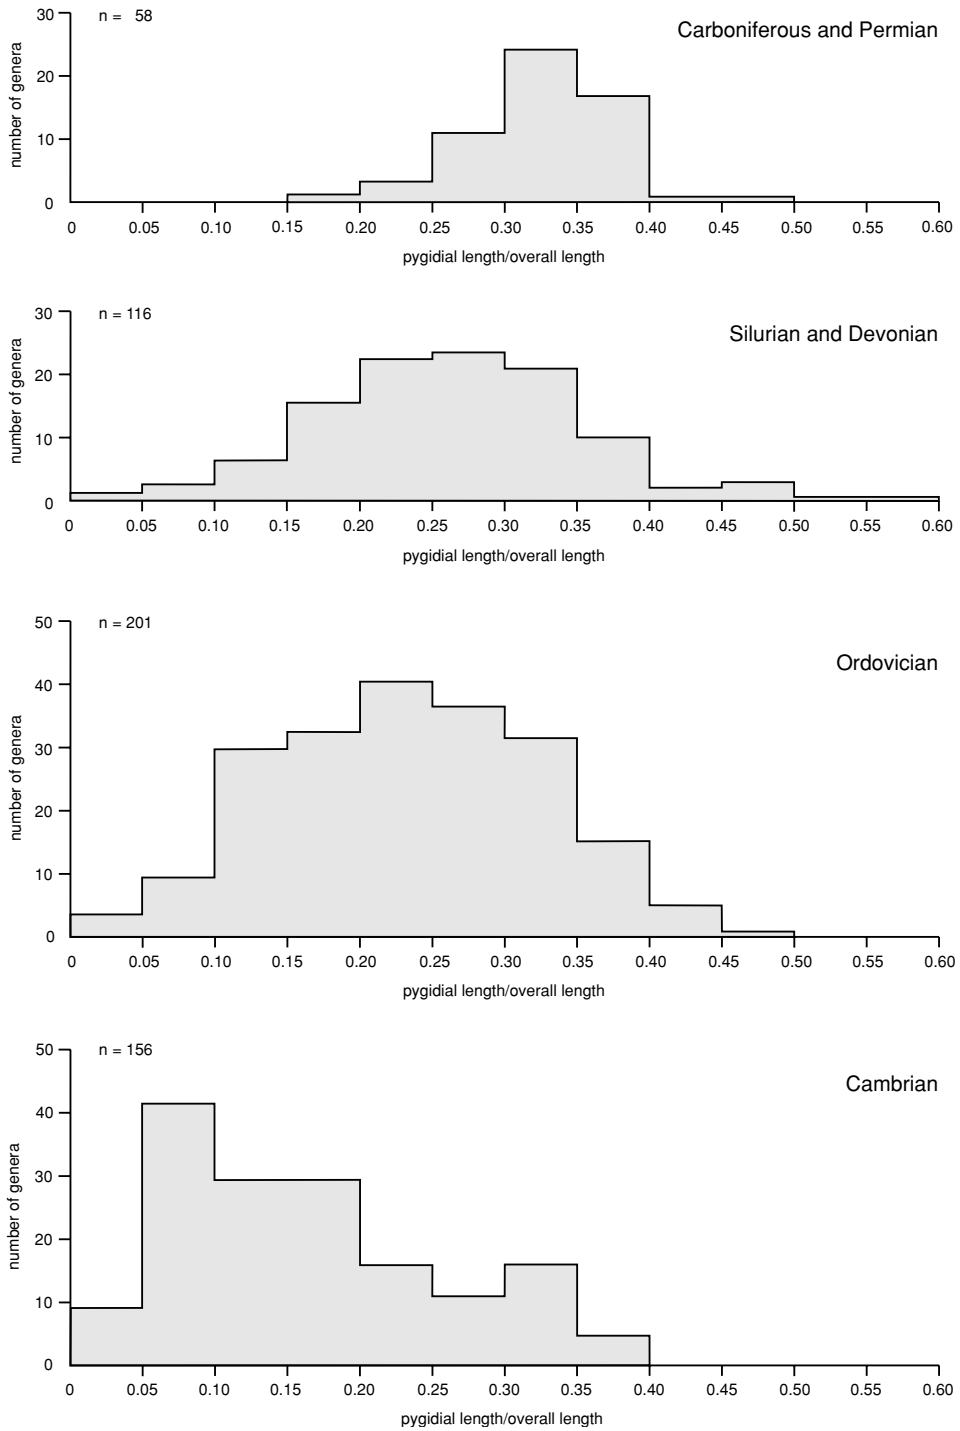 n = 58
Carboniferous and Permian
number of genera
30
20
10
0
0 0.05 0.10 0.15 0.20 0.25 0.30 0.35 0.40 0.45 0.50 0.55 0.60
pygidial length/overall length
n = 116
Silurian and Devonian
number of genera
30
20
10
0
0 0.05 0.10 0.15 0.20 0.25 0.30 0.35 0.40 0.45 0.50 0.55 0.60
pygidial length/overall length
n = 201
Ordovician
number of genera
50
40
30
20
10
0
0 0.05 0.10 0.15 0.20 0.25 0.30 0.35 0.40 0.45 0.50 0.55 0.60
pygidial length/overall length
n = 156
Cambrian
number of genera
50
40
30
20
10
0
0 0.05 0.10 0.15 0.20 0.25 0.30 0.35 0.40 0.45 0.50 0.55 0.60
pygidial length/overall length